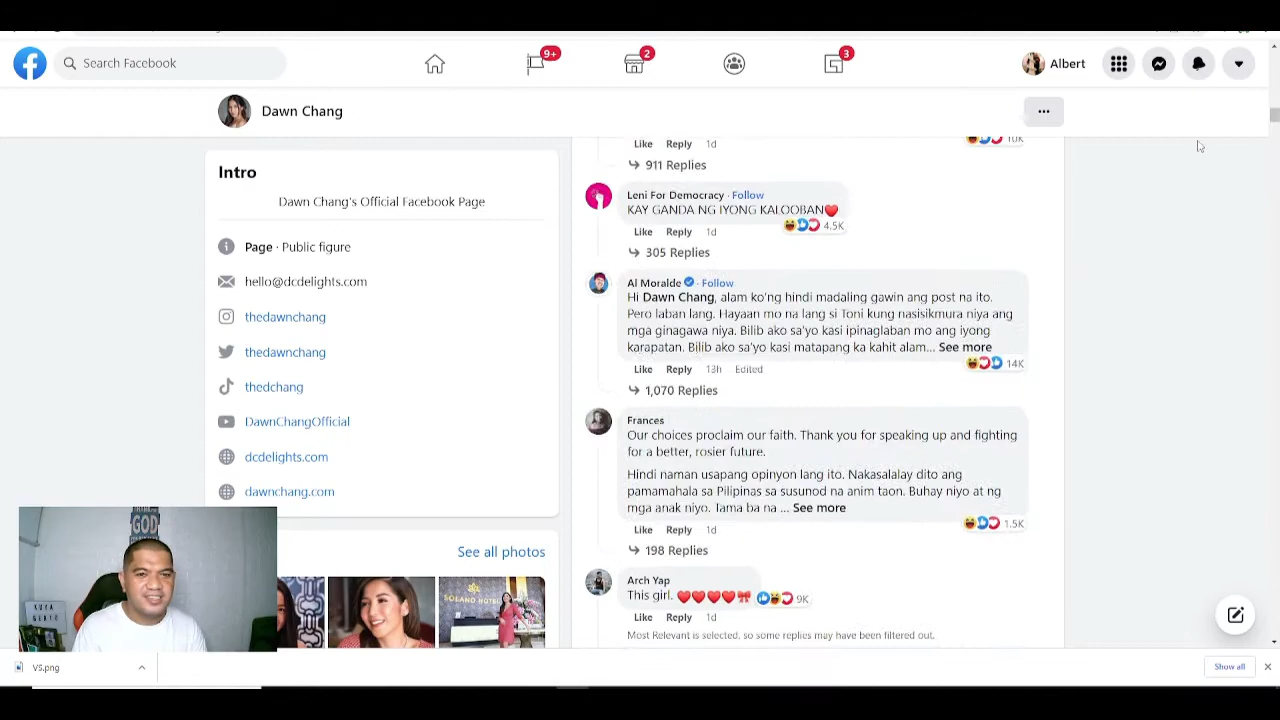 Search Facebook
9+
2
3
Albert
Dawn Chang
Intro
Dawn Chang's Official Facebook Page
Page · Public figure
hello@dcdelights.com
thedawnchang
thedawnchang
thedchang
DawnChangOfficial
dcdelights.com
dawnchang.com
See all photos
SOLANO HOTEL
GOD
10K
Like Reply 1d
911 Replies
Leni For Democracy · Follow
KAY GANDA NG IYONG KALOOBAN❤️
4.5K
Like Reply 1d
305 Replies
Al Moralde · Follow
Hi Dawn Chang, alam ko'ng hindi madaling gawin ang post na ito.
Pero laban lang. Hayaan mo na lang si Toni kung nasisikmura niya ang
mga ginagawa niya. Bilib ako sa'yo kasi ipinaglaban mo ang iyong
karapatan. Bilib ako sa'yo kasi matapang ka kahit alam... See more
14K
Like Reply 13h Edited
1,070 Replies
Frances
Our choices proclaim our faith. Thank you for speaking up and fighting
for a better, rosier future.
Hindi naman usapang opinyon lang ito. Nakasalalay dito ang
pamamahala sa Pilipinas sa susunod na anim taon. Buhay niyo at ng
mga anak niyo. Tama ba na ... See more
1.5K
Like Reply 1d
198 Replies
Arch Yap
This girl. ❤️❤️❤️❤️🎀
9K
Like Reply 1d
Most Relevant is selected, so some replies may have been filtered out.
VS.png
Show all